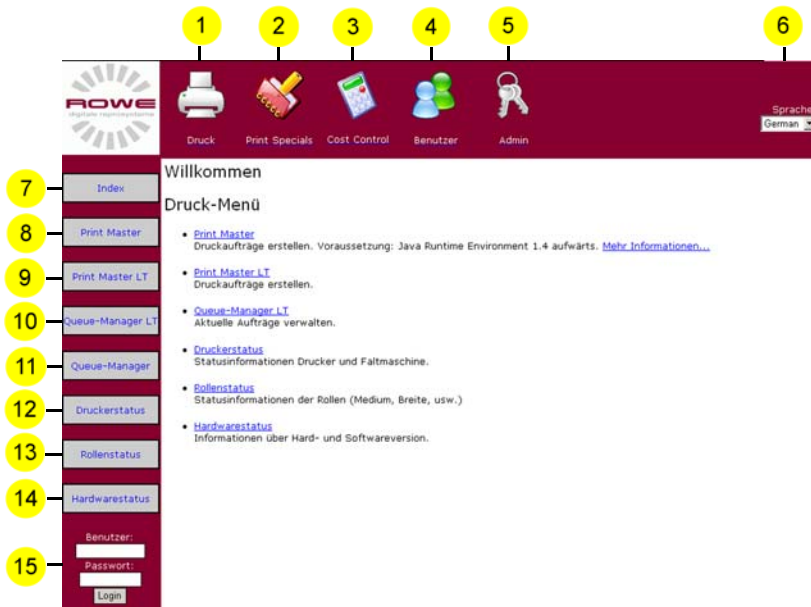 1 2 3 4 5 6
ROWE
digitale reprosysteme
Druck Print Specials Cost Control Benutzer Admin
Sprache
German
7 Index
8 Print Master
9 Print Master LT
10 Queue-Manager LT
11 Queue-Manager
12 Druckerstatus
13 Rollenstatus
14 Hardwarestatus
15 Benutzer:
Passwort:
Login
Willkommen
Druck-Menü
• Print Master
Druckaufträge erstellen. Voraussetzung: Java Runtime Environment 1.4 aufwärts. Mehr Informationen...
• Print Master LT
Druckaufträge erstellen.
• Queue-Manager LT
Aktuelle Aufträge verwalten.
• Druckerstatus
Statusinformationen Drucker und Faltmaschine.
• Rollenstatus
Statusinformationen der Rollen (Medium, Breite, usw.)
• Hardwarestatus
Informationen über Hard- und Softwareversion.